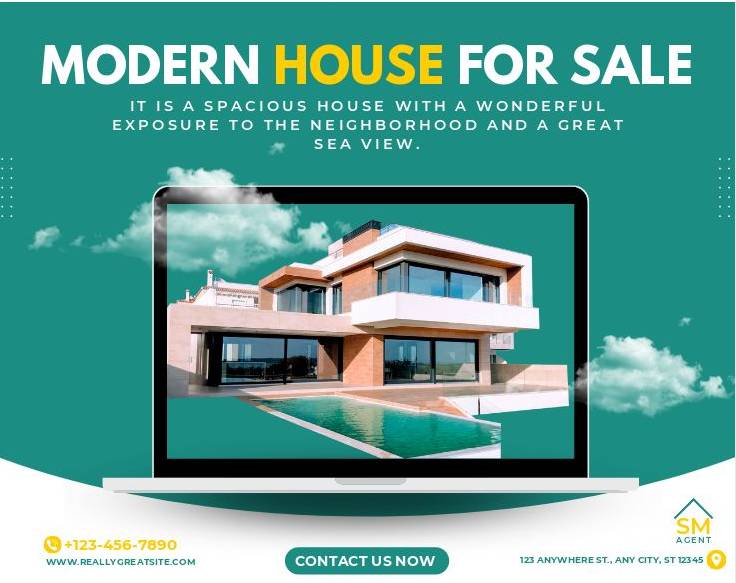 MODERN HOUSE FOR SALE
IT IS A SPACIOUS HOUSE WITH A WONDERFUL
EXPOSURE TO THE NEIGHBORHOOD AND A GREAT
SEA VIEW.
SM
AGENT
+123-456-7890
WWW.REALLYGREATSITE.COM
CONTACT US NOW
123 ANYWHERE ST., ANY CITY, ST 12345